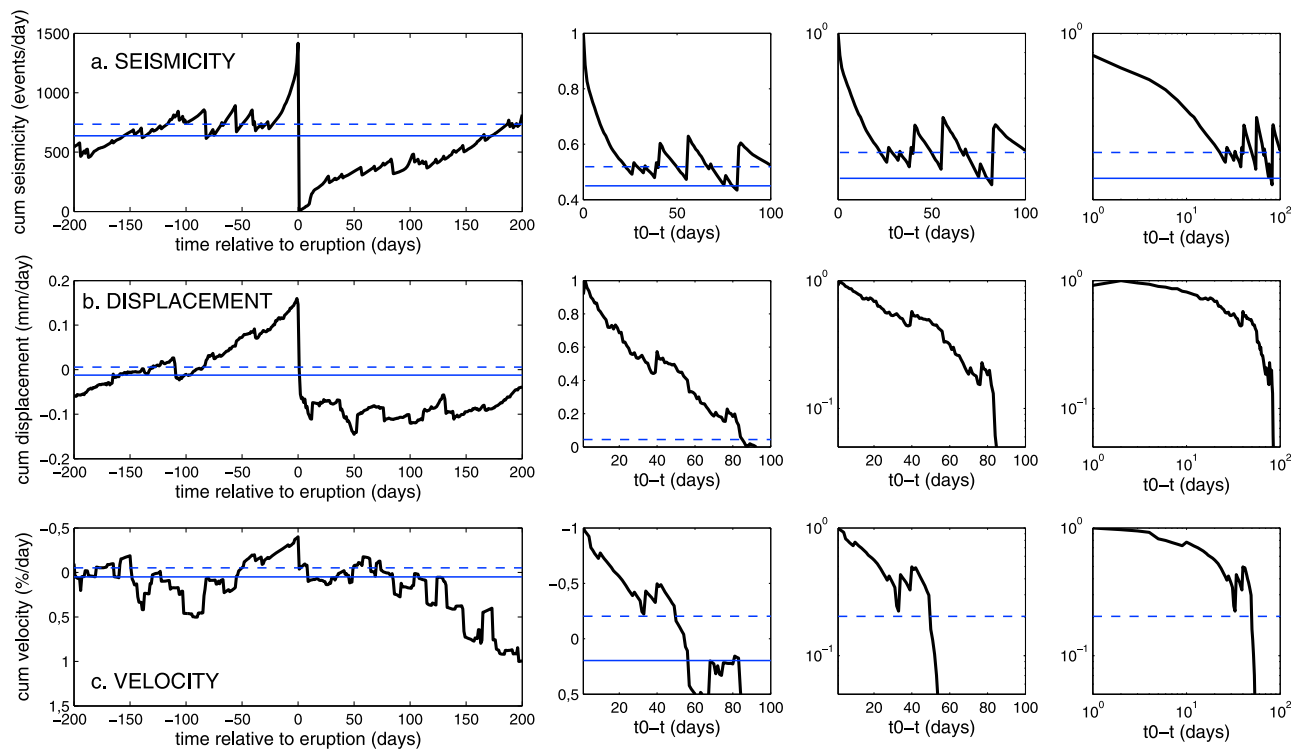 cum seismicity (events/day)
1500
1000
500
0
a. SEISMICITY
−200 −150 −100 −50 0 50 100 150 200
time relative to eruption (days)
1
0.8
0.6
0.4
0 50 100
t0−t (days)
10^0
0 50 100
t0−t (days)
10^0
10^0 10^1 10^2
t0−t (days)
cum displacement (mm/day)
0.2
0.1
0
−0.1
−0.2
b. DISPLACEMENT
−200 −150 −100 −50 0 50 100 150 200
time relative to eruption (days)
1
0.8
0.6
0.4
0.2
0
20 40 60 80 100
t0−t (days)
10^0
10^−1
20 40 60 80 100
t0−t (days)
10^0
10^−1
10^0 10^1 10^2
t0−t (days)
cum velocity (%/day)
−0.5
0
0.5
1
1.5
c. VELOCITY
−200 −150 −100 −50 0 50 100 150 200
time relative to eruption (days)
−1
−0.5
0
0,5
20 40 60 80 100
t0−t (days)
10^0
10^−1
20 40 60 80 100
t0−t (days)
10^0
10^−1
10^0 10^1 10^2
t0−t (days)